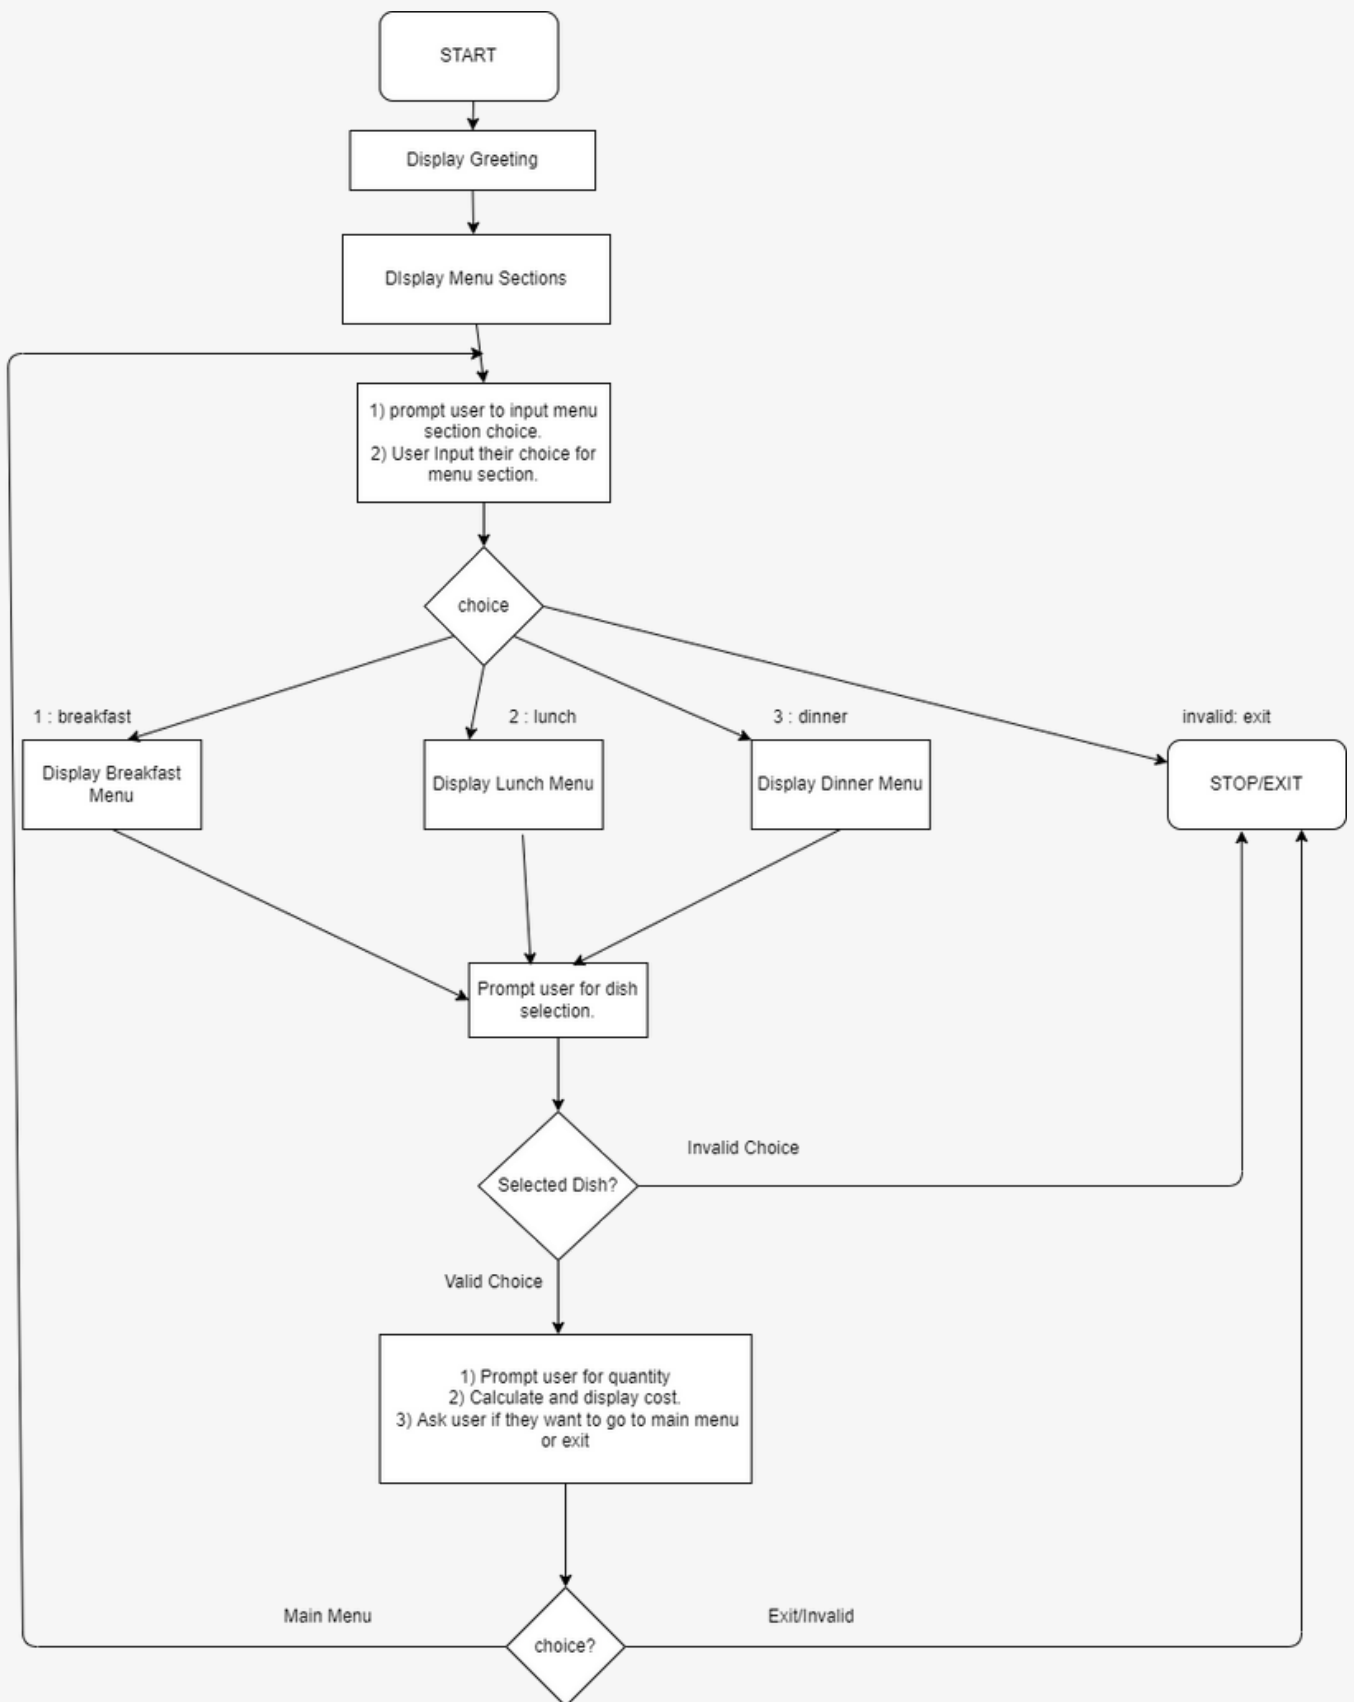 START
Display Greeting
DIsplay Menu Sections
1) prompt user to input menu
section choice.
2) User Input their choice for
menu section.
choice
1 : breakfast
2 : lunch
3 : dinner
invalid: exit
Display Breakfast
Menu
Display Lunch Menu
Display Dinner Menu
STOP/EXIT
Prompt user for dish
selection.
Invalid Choice
Selected Dish?
Valid Choice
1) Prompt user for quantity
2) Calculate and display cost.
3) Ask user if they want to go to main menu
or exit
Main Menu
Exit/Invalid
choice?